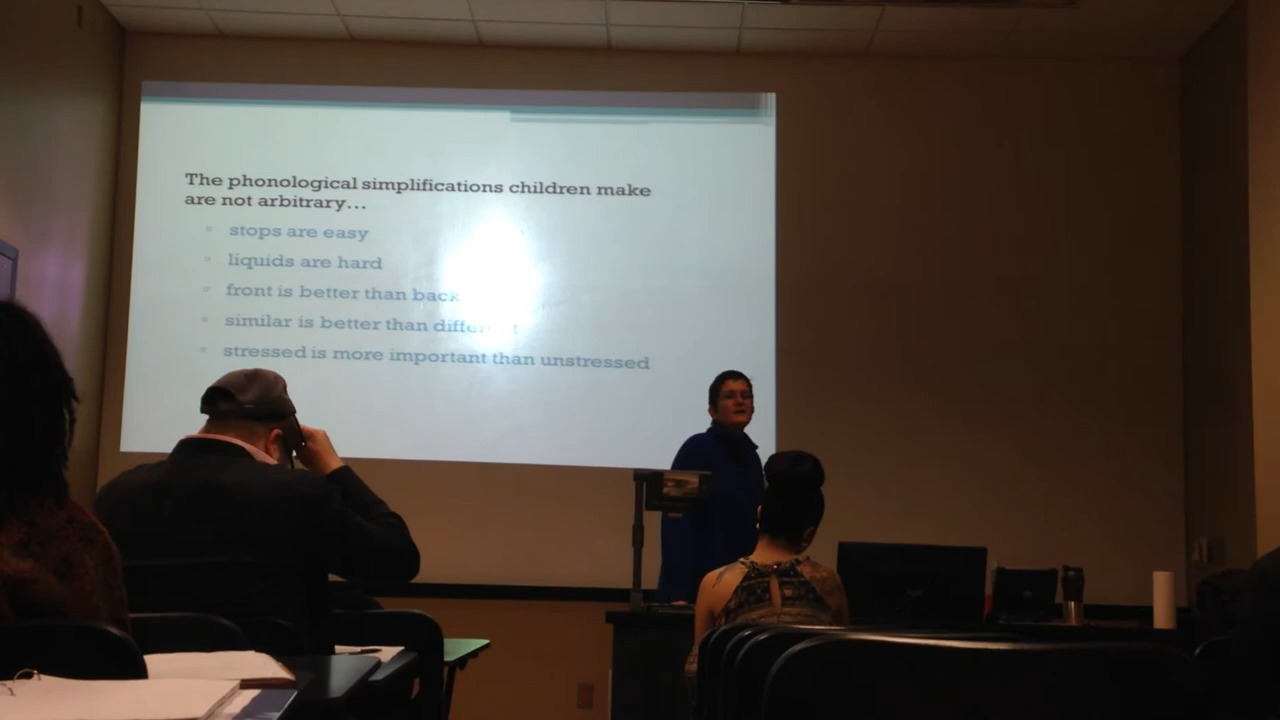 The phonological simplifications children make
are not arbitrary…
stops are easy
liquids are hard
front is better than back
similar is better than different
stressed is more important than unstressed